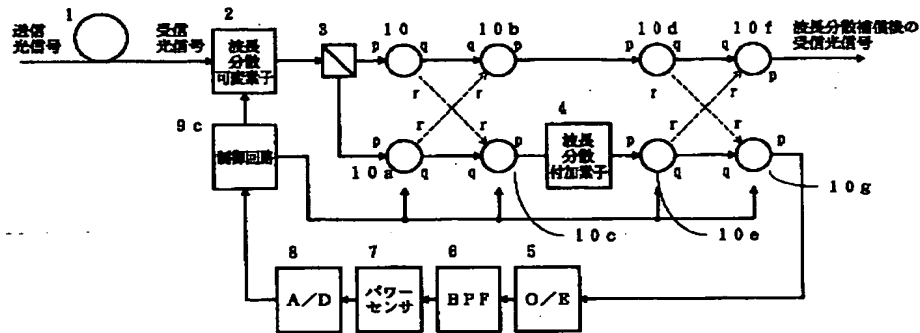 1
送信
光信号
受信
光信号
2
波長
分散
可変素子
3
p
10
q
q
10b
p
p
10d
q
q
10f
p
波長分散補償後の
受信光信号
r
r
r
r
9c
制御回路
p
10a
q
q
p
4
波長
分散
付加素子
p
q
q
p
10g
10c
10e
r
r
r
r
8
A/D
7
パワー
センサ
6
BPF
5
O/E